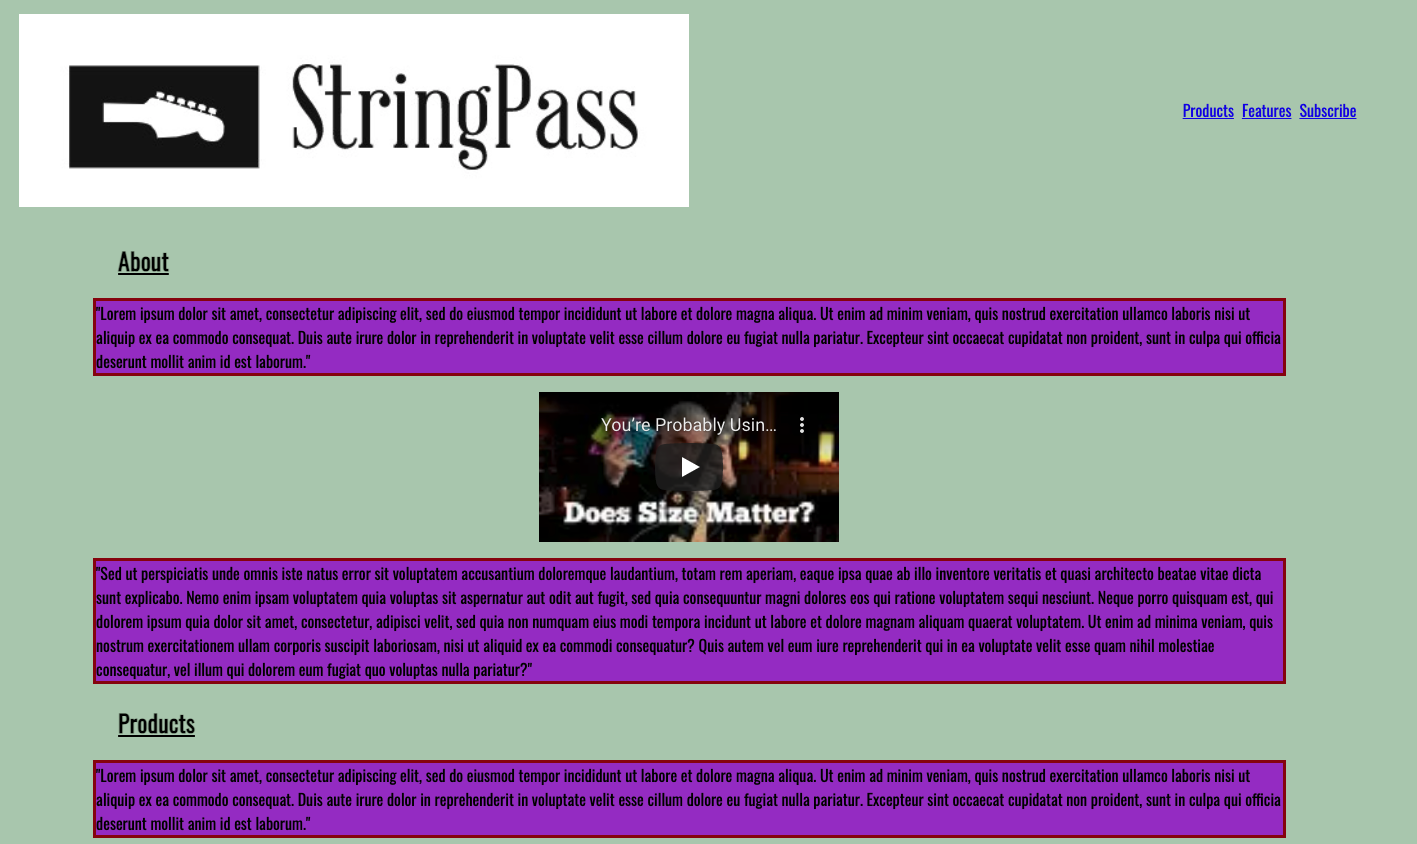 StringPass
Products Features Subscribe
About
"Lorem ipsum dolor sit amet, consectetur adipiscing elit, sed do eiusmod tempor incididunt ut labore et dolore magna aliqua. Ut enim ad minim veniam, quis nostrud exercitation ullamco laboris nisi ut
aliquip ex ea commodo consequat. Duis aute irure dolor in reprehenderit in voluptate velit esse cillum dolore eu fugiat nulla pariatur. Excepteur sint occaecat cupidatat non proident, sunt in culpa qui officia
deserunt mollit anim id est laborum."
You're Probably Usin...
Does Size Matter?
"Sed ut perspiciatis unde omnis iste natus error sit voluptatem accusantium doloremque laudantium, totam rem aperiam, eaque ipsa quae ab illo inventore veritatis et quasi architecto beatae vitae dicta
sunt explicabo. Nemo enim ipsam voluptatem quia voluptas sit aspernatur aut odit aut fugit, sed quia consequuntur magni dolores eos qui ratione voluptatem sequi nesciunt. Neque porro quisquam est, qui
dolorem ipsum quia dolor sit amet, consectetur, adipisci velit, sed quia non numquam eius modi tempora incidunt ut labore et dolore magnam aliquam quaerat voluptatem. Ut enim ad minima veniam, quis
nostrum exercitationem ullam corporis suscipit laboriosam, nisi ut aliquid ex ea commodi consequatur? Quis autem vel eum iure reprehenderit qui in ea voluptate velit esse quam nihil molestiae
consequatur, vel illum qui dolorem eum fugiat quo voluptas nulla pariatur?"
Products
"Lorem ipsum dolor sit amet, consectetur adipiscing elit, sed do eiusmod tempor incididunt ut labore et dolore magna aliqua. Ut enim ad minim veniam, quis nostrud exercitation ullamco laboris nisi ut
aliquip ex ea commodo consequat. Duis aute irure dolor in reprehenderit in voluptate velit esse cillum dolore eu fugiat nulla pariatur. Excepteur sint occaecat cupidatat non proident, sunt in culpa qui officia
deserunt mollit anim id est laborum."